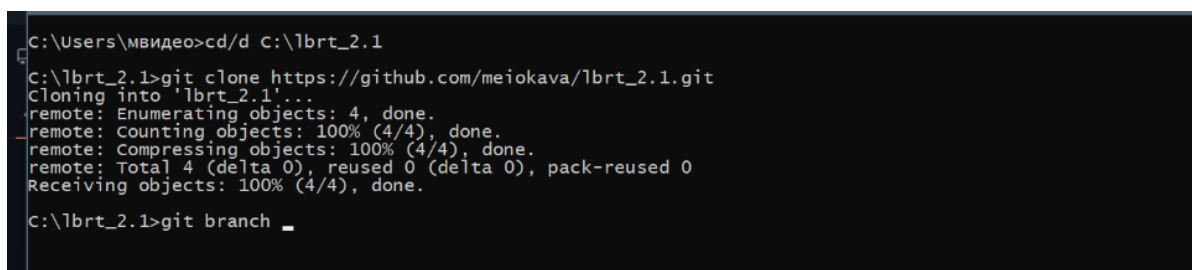 C:\Users\мвидео>cd/d C:\lbrt_2.1
C:\lbrt_2.1>git clone https://github.com/meiokava/lbrt_2.1.git
Cloning into 'lbrt_2.1'...
remote: Enumerating objects: 4, done.
remote: Counting objects: 100% (4/4), done.
remote: Compressing objects: 100% (4/4), done.
remote: Total 4 (delta 0), reused 0 (delta 0), pack-reused 0
Receiving objects: 100% (4/4), done.
C:\lbrt_2.1>git branch